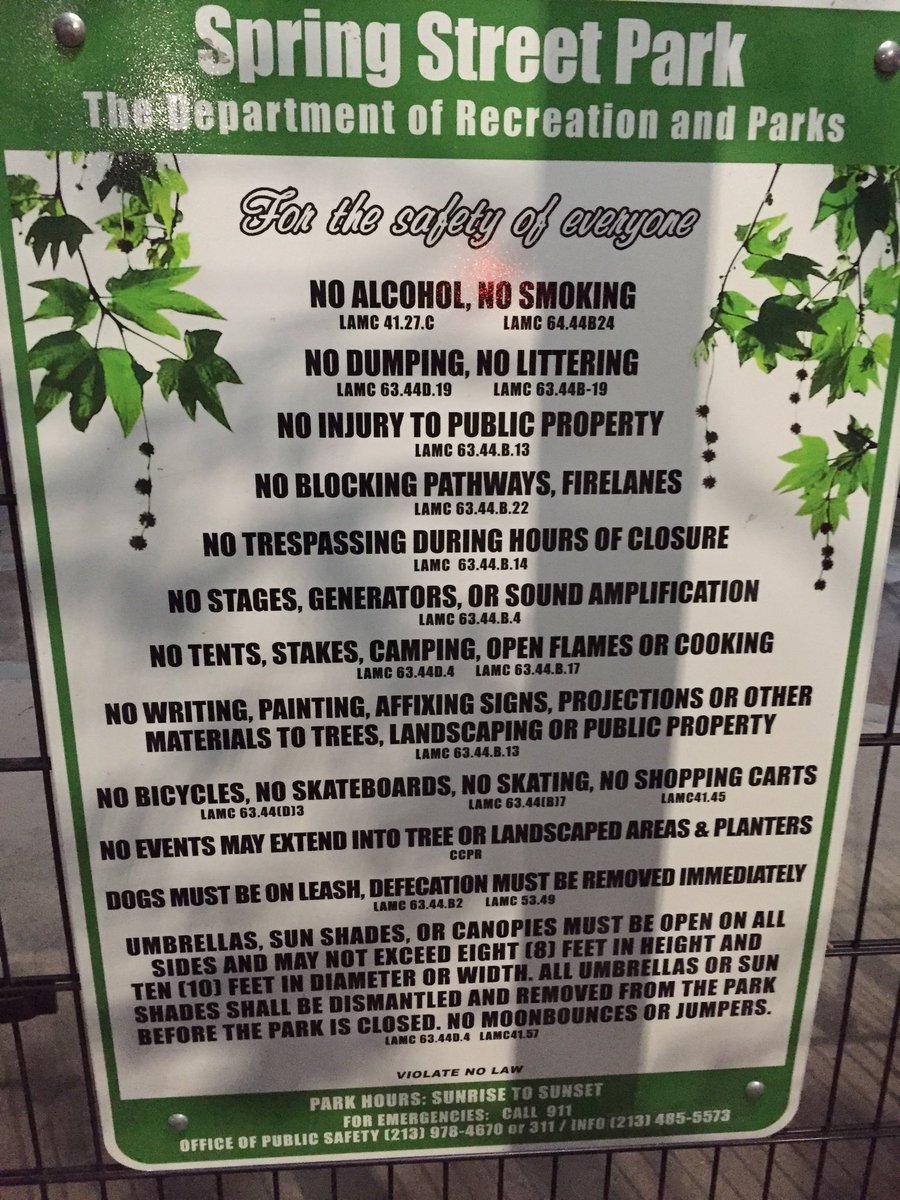 Spring Street Park
The Department of Recreation and Parks
For the safety of everyone
NO ALCOHOL, NO SMOKING
LAMC 41.27.C LAMC 64.44B24
NO DUMPING, NO LITTERING
LAMC 63.44D.19 LAMC 63.44B-19
NO INJURY TO PUBLIC PROPERTY
LAMC 63.44.B.13
NO BLOCKING PATHWAYS, FIRELANES
LAMC 63.44.B.22
NO TRESPASSING DURING HOURS OF CLOSURE
LAMC 63.44.B.14
NO STAGES, GENERATORS, OR SOUND AMPLIFICATION
LAMC 63.44.B.4
NO TENTS, STAKES, CAMPING, OPEN FLAMES OR COOKING
LAMC 63.44D.4 LAMC 63.44.B.17
NO WRITING, PAINTING, AFFIXING SIGNS, PROJECTIONS OR OTHER
MATERIALS TO TREES, LANDSCAPING OR PUBLIC PROPERTY
LAMC 63.44.B.13
NO BICYCLES, NO SKATEBOARDS, NO SKATING, NO SHOPPING CARTS
LAMC 63.44(D)3 LAMC 63.44(B)7 LAMC41.45
NO EVENTS MAY EXTEND INTO TREE OR LANDSCAPED AREAS & PLANTERS
CCPR
DOGS MUST BE ON LEASH, DEFECATION MUST BE REMOVED IMMEDIATELY
LAMC 63.44.B2 LAMC 53.49
UMBRELLAS, SUN SHADES, OR CANOPIES MUST BE OPEN ON ALL
SIDES AND MAY NOT EXCEED EIGHT (8) FEET IN HEIGHT AND
TEN (10) FEET IN DIAMETER OR WIDTH. ALL UMBRELLAS OR SUN
SHADES SHALL BE DISMANTLED AND REMOVED FROM THE PARK
BEFORE THE PARK IS CLOSED. NO MOONBOUNCES OR JUMPERS.
LAMC 63.44D.4 LAMC41.57
VIOLATE NO LAW
PARK HOURS: SUNRISE TO SUNSET
FOR EMERGENCIES: CALL 911
OFFICE OF PUBLIC SAFETY (213) 978-4670 or 311 / INFO (213) 485-5573